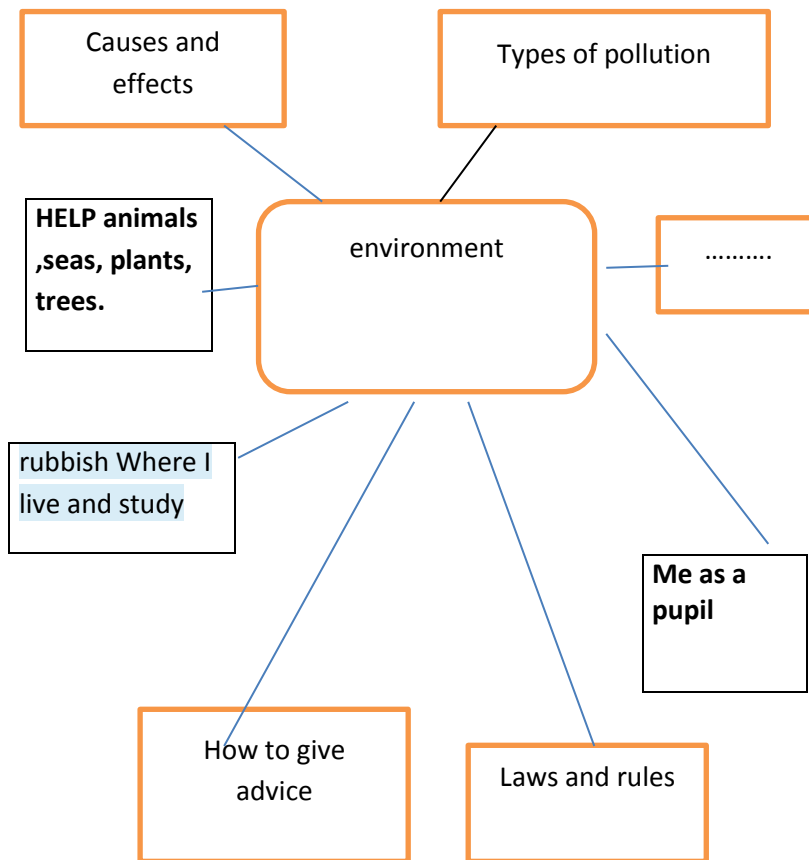 Causes and
effects
Types of pollution
HELP animals
,seas, plants,
trees.
environment
……….
rubbish Where I
live and study
Me as a
pupil
How to give
advice
Laws and rules